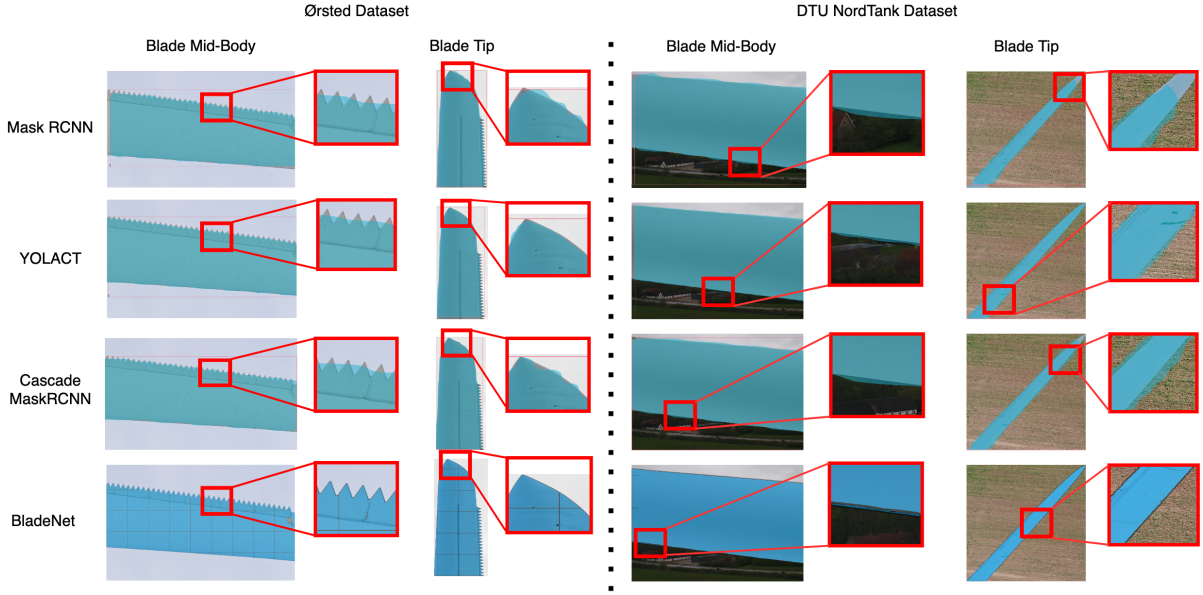 Ørsted Dataset
DTU NordTank Dataset
Blade Mid-Body
Blade Tip
Blade Mid-Body
Blade Tip
Mask RCNN
YOLACT
Cascade
MaskRCNN
BladeNet